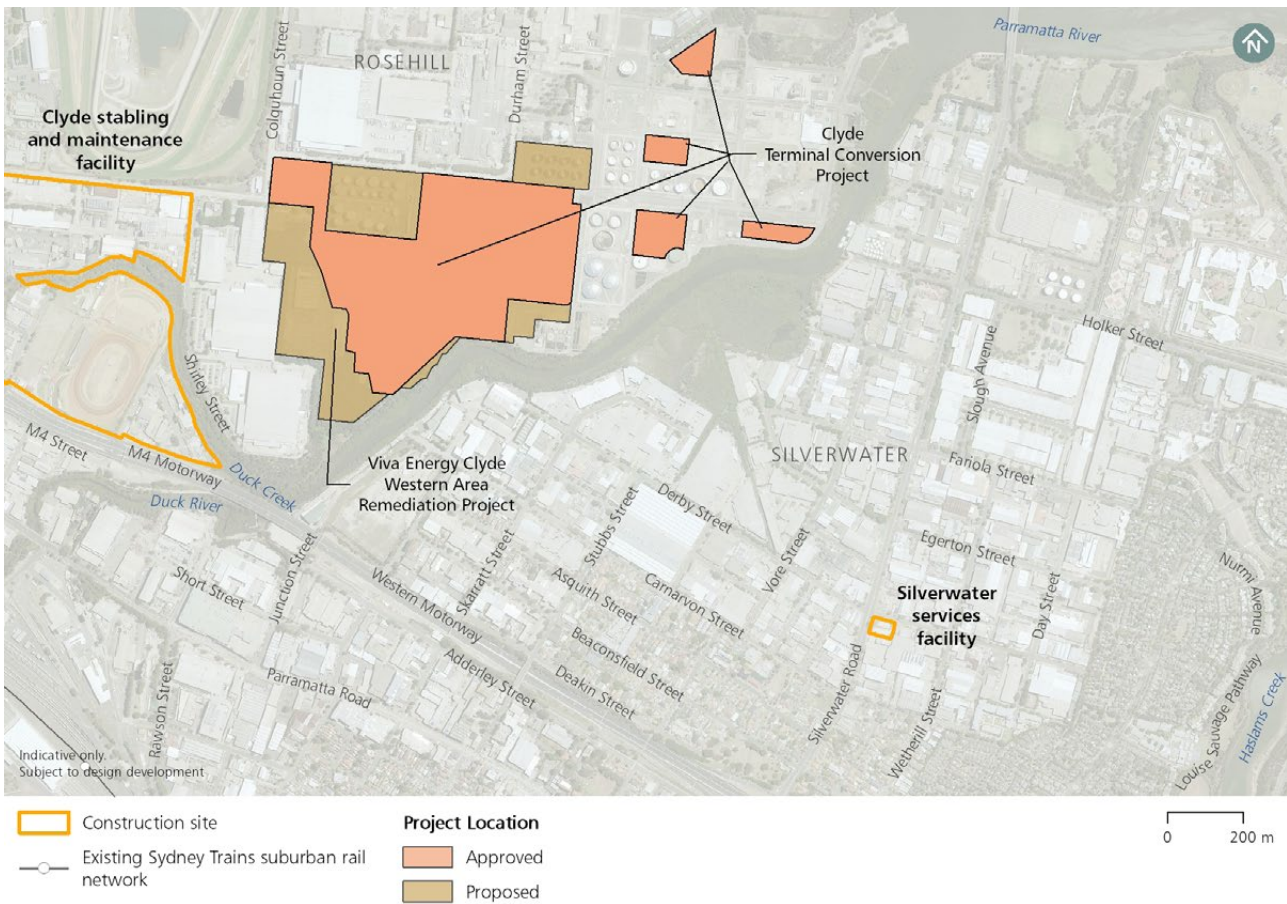 Parramatta River
N
ROSEHILL
Colquhoun Street
Durham Street
Clyde stabling
and maintenance
facility
Clyde
Terminal Conversion
Project
Holker Street
Slough Avenue
Shirley Street
M4 Street
M4 Motorway
Duck Creek
Duck River
Viva Energy Clyde
Western Area
Remediation Project
SILVERWATER
Fariola Street
Derby Street
Stubbs Street
Vore Street
Egerton Street
Nurmi Avenue
Short Street
Junction Street
Skarratt Street
Asquith Street
Carnarvon Street
Silverwater
services
facility
Day Street
Western Motorway
Beaconsfield Street
Adderley Street
Deakin Street
Parramatta Road
Rawson Street
Silverwater Road
Wetherill Street
Louise Sauvage Pathway
Haslams Creek
Indicative only.
Subject to design development
Construction site
Existing Sydney Trains suburban rail
network
Project Location
Approved
Proposed
0 200 m